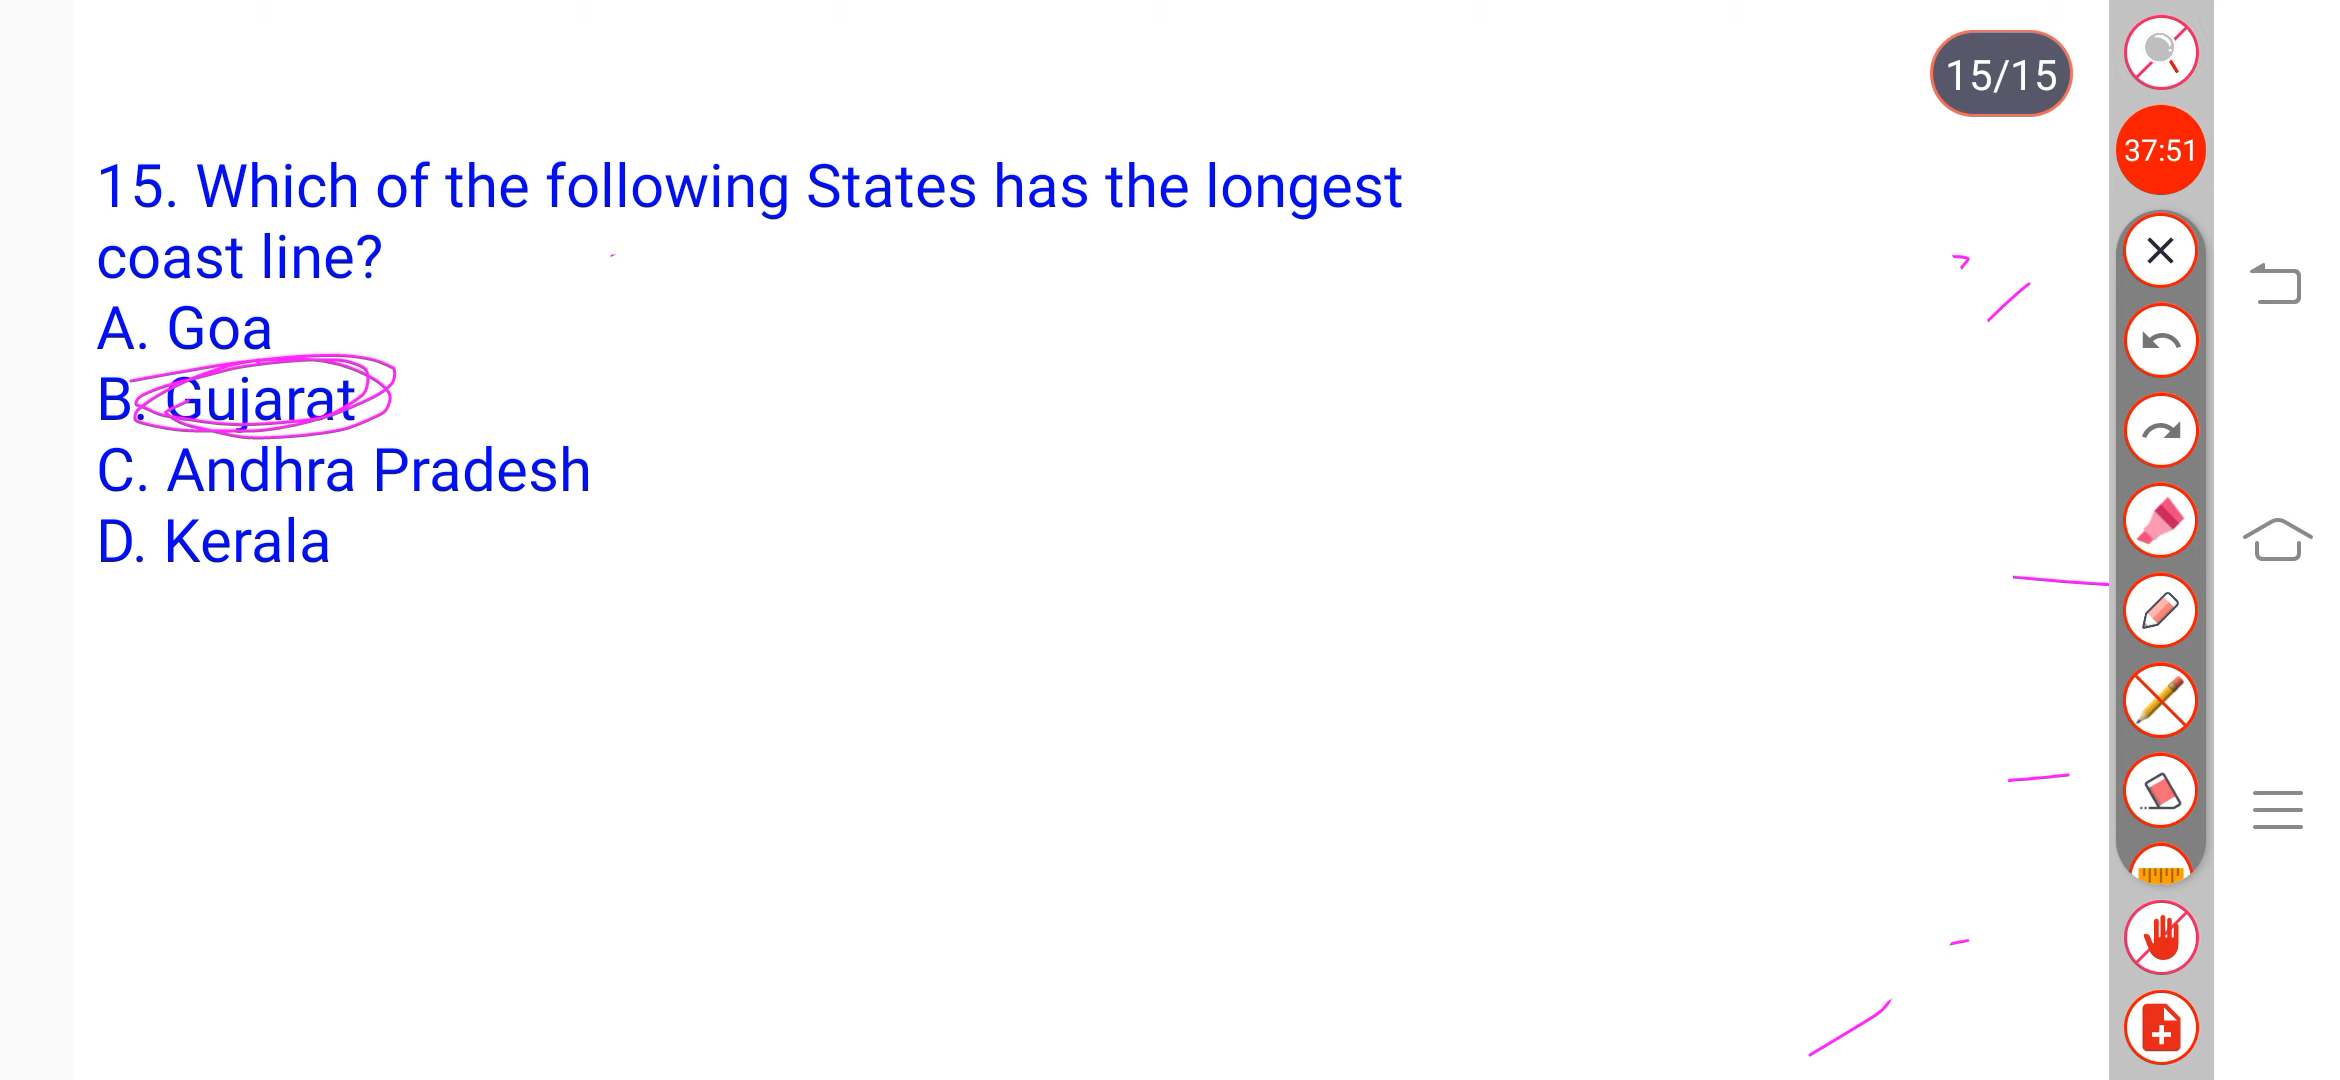 15/15
37:51
15. Which of the following States has the longest
coast line?
A. Goa
B. Gujarat
C. Andhra Pradesh
D. Kerala